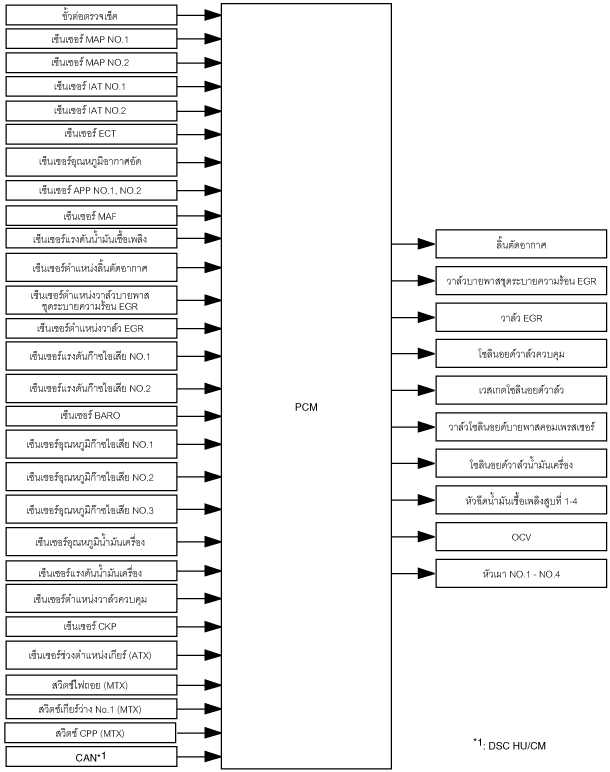 ขั้วต่อตรวจเช็ค
เซ็นเซอร์ MAP NO.1
เซ็นเซอร์ MAP NO.2
เซ็นเซอร์ IAT NO.1
เซ็นเซอร์ IAT NO.2
เซ็นเซอร์ ECT
เซ็นเซอร์อุณหภูมิอากาศอัด
เซ็นเซอร์ APP NO.1, NO.2
เซ็นเซอร์ MAF
เซ็นเซอร์แรงดันน้ำมันเชื้อเพลิง
เซ็นเซอร์ตำแหน่งลิ้นตัดอากาศ
เซ็นเซอร์ตำแหน่งวาล์วบายพาส
ชุดระบายความร้อน EGR
เซ็นเซอร์ตำแหน่งวาล์ว EGR
เซ็นเซอร์แรงดันก๊าซไอเสีย NO.1
เซ็นเซอร์แรงดันก๊าซไอเสีย NO.2
เซ็นเซอร์ BARO
เซ็นเซอร์อุณหภูมิก๊าซไอเสีย NO.1
เซ็นเซอร์อุณหภูมิก๊าซไอเสีย NO.2
เซ็นเซอร์อุณหภูมิก๊าซไอเสีย NO.3
เซ็นเซอร์อุณหภูมิน้ำมันเครื่อง
เซ็นเซอร์แรงดันน้ำมันเครื่อง
เซ็นเซอร์ตำแหน่งวาล์วควบคุม
เซ็นเซอร์ CKP
เซ็นเซอร์ช่วงตำแหน่งเกียร์ (ATX)
สวิตช์ไฟถอย (MTX)
สวิตช์เกียร์ว่าง No.1 (MTX)
สวิตช์ CPP (MTX)
CAN*1
PCM
ลิ้นตัดอากาศ
วาล์วบายพาสชุดระบายความร้อน EGR
วาล์ว EGR
โซลินอยด์วาล์วควบคุม
เวสเกตโซลินอยด์วาล์ว
วาล์วโซลินอยด์บายพาสคอมเพรสเซอร์
โซลินอยด์วาล์วน้ำมันเครื่อง
หัวฉีดน้ำมันเชื้อเพลิงสูบที่ 1-4
OCV
หัวเผา NO.1 - NO.4
*1: DSC HU/CM